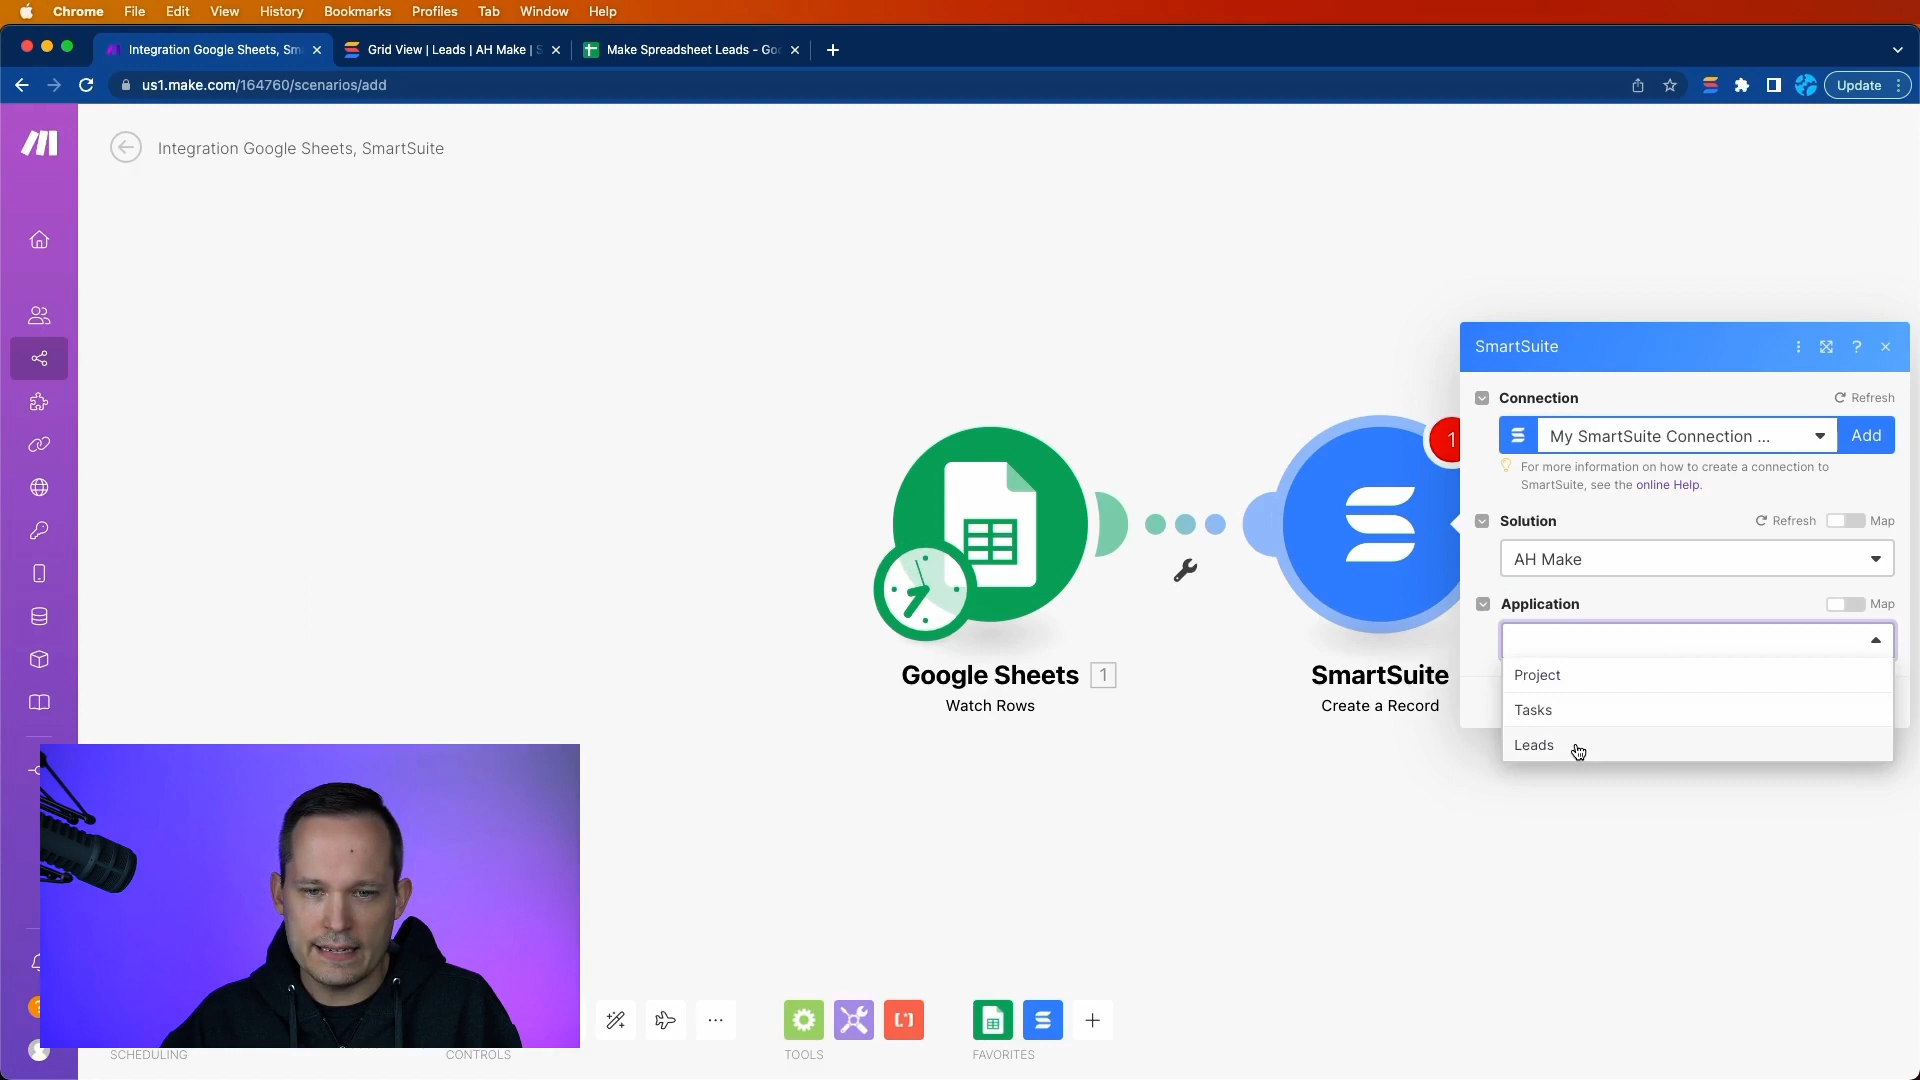 Chrome File Edit View History Bookmarks Profiles Tab Window Help
Integration Google Sheets, Sm
Grid View | Leads | AH Make | S
Make Spreadsheet Leads - Goo
us1.make.com/164760/scenarios/add
Update
Integration Google Sheets, SmartSuite
SmartSuite
Connection
Refresh
My SmartSuite Connection ...
Add
For more information on how to create a connection to
SmartSuite, see the online Help.
Solution
Refresh
Map
AH Make
Application
Map
Project
Tasks
Leads
1
Google Sheets 1
Watch Rows
SmartSuite
Create a Record
SCHEDULING
CONTROLS
TOOLS
FAVORITES